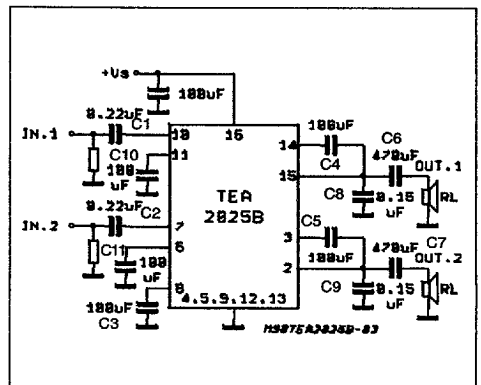 +Vs
100uF
0.22uF
C1
IN.1
10
16
14
100uF
C6
C10
11
C4
470uF
OUT.1
100
uF
15
C8
RL
TEA
2025B
0.22uF
C2
0.15
uF
IN.2
7
C5
3
C7
C11
6
100uF
470uF
OUT.2
100
uF
2
8
C9
0.15
uF
RL
100uF
C3
4.5.9.12.13
M90TEA2025B-03